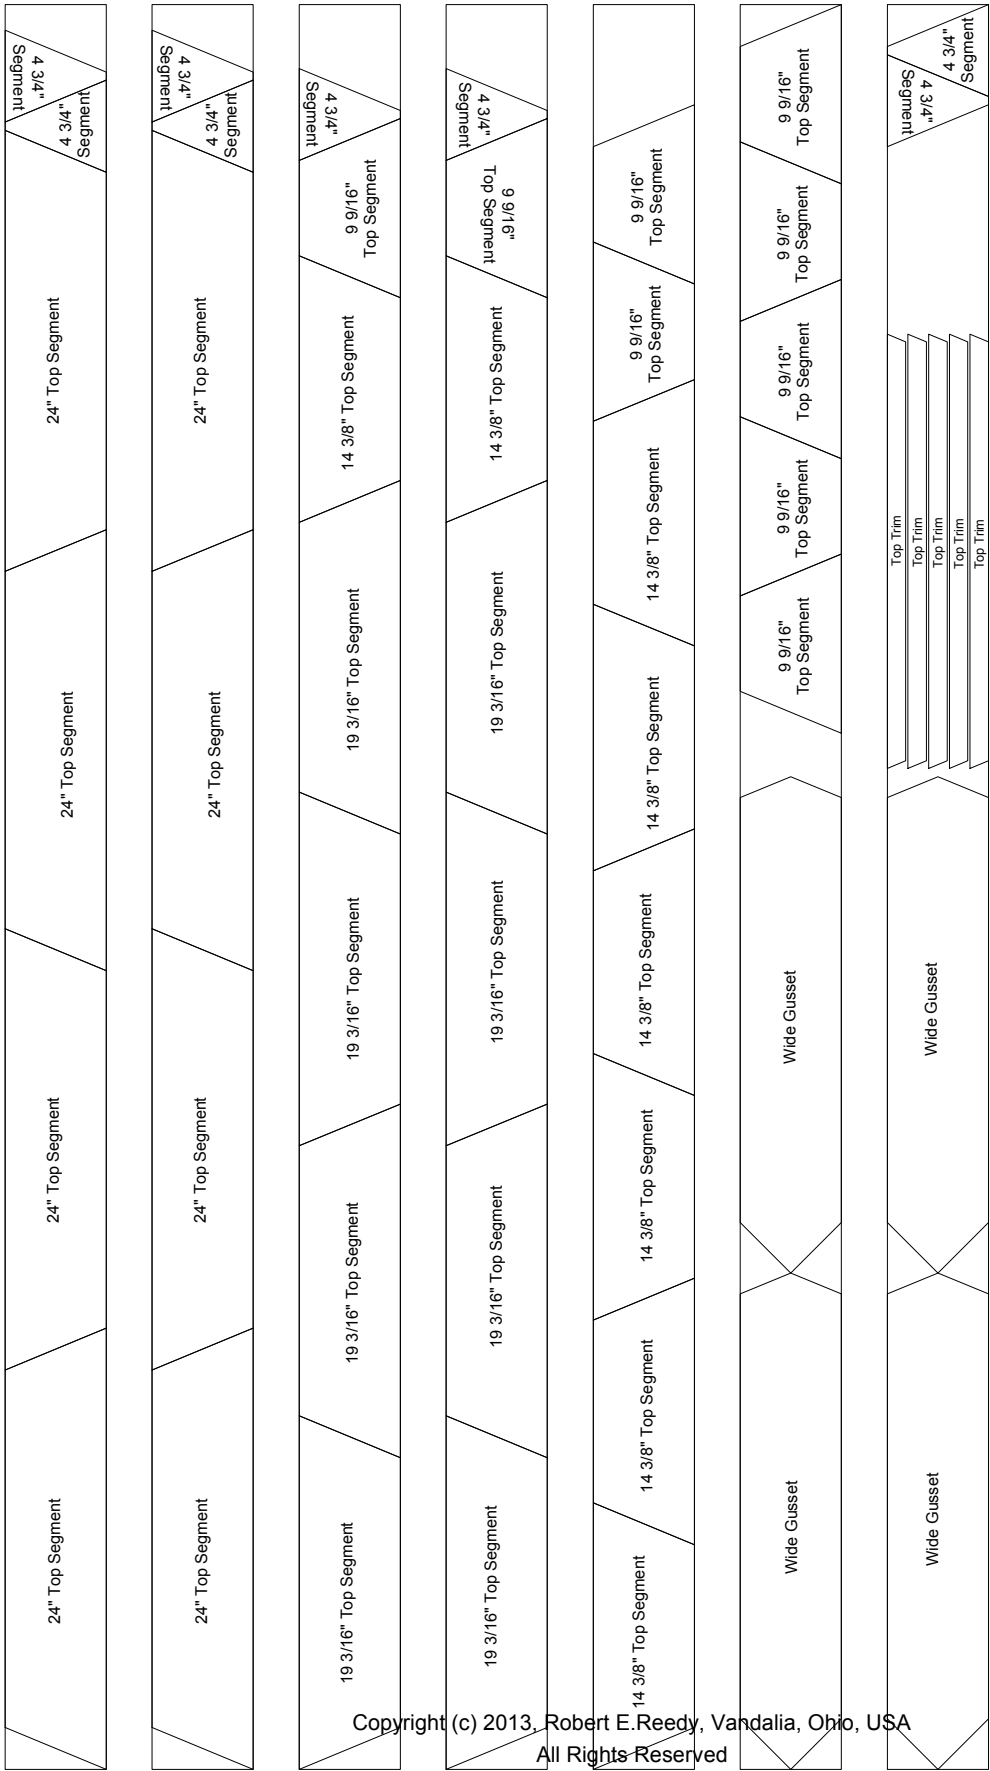 4 3/4"
Segment
4 3/4"
Segment
24" Top Segment
24" Top Segment
24" Top Segment
24" Top Segment
4 3/4"
Segment
4 3/4"
Segment
24" Top Segment
24" Top Segment
24" Top Segment
24" Top Segment
4 3/4"
Segment
9 9/16"
Top Segment
14 3/8" Top Segment
19 3/16" Top Segment
19 3/16" Top Segment
19 3/16" Top Segment
19 3/16" Top Segment
4 3/4"
Segment
9 9/16"
Top Segment
14 3/8" Top Segment
19 3/16" Top Segment
19 3/16" Top Segment
19 3/16" Top Segment
19 3/16" Top Segment
9 9/16"
Top Segment
9 9/16"
Top Segment
14 3/8" Top Segment
14 3/8" Top Segment
14 3/8" Top Segment
14 3/8" Top Segment
14 3/8" Top Segment
14 3/8" Top Segment
9 9/16"
Top Segment
9 9/16"
Top Segment
9 9/16"
Top Segment
9 9/16"
Top Segment
9 9/16"
Top Segment
Wide Gusset
Wide Gusset
4 3/4"
Segment
4 3/4"
Segment
Top Trim
Top Trim
Top Trim
Top Trim
Top Trim
Wide Gusset
Wide Gusset
Copyright (c) 2013, Robert E.Reedy, Vandalia, Ohio, USA
All Rights Reserved